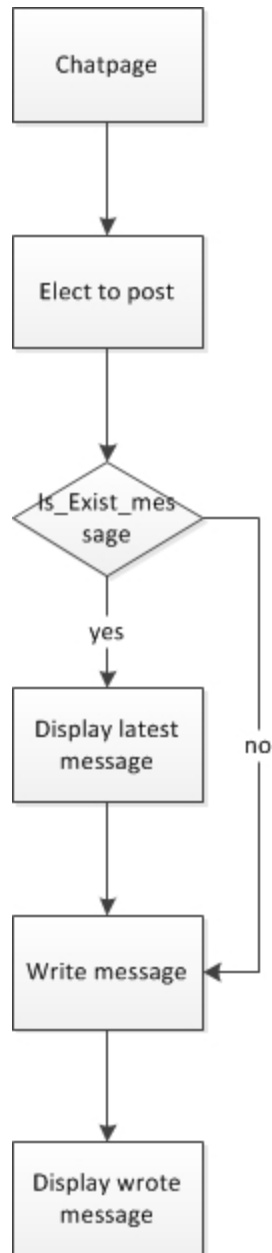 Chatpage
Elect to post
Is_Exist_mes
sage
yes
Display latest
message
no
Write message
Display wrote
message